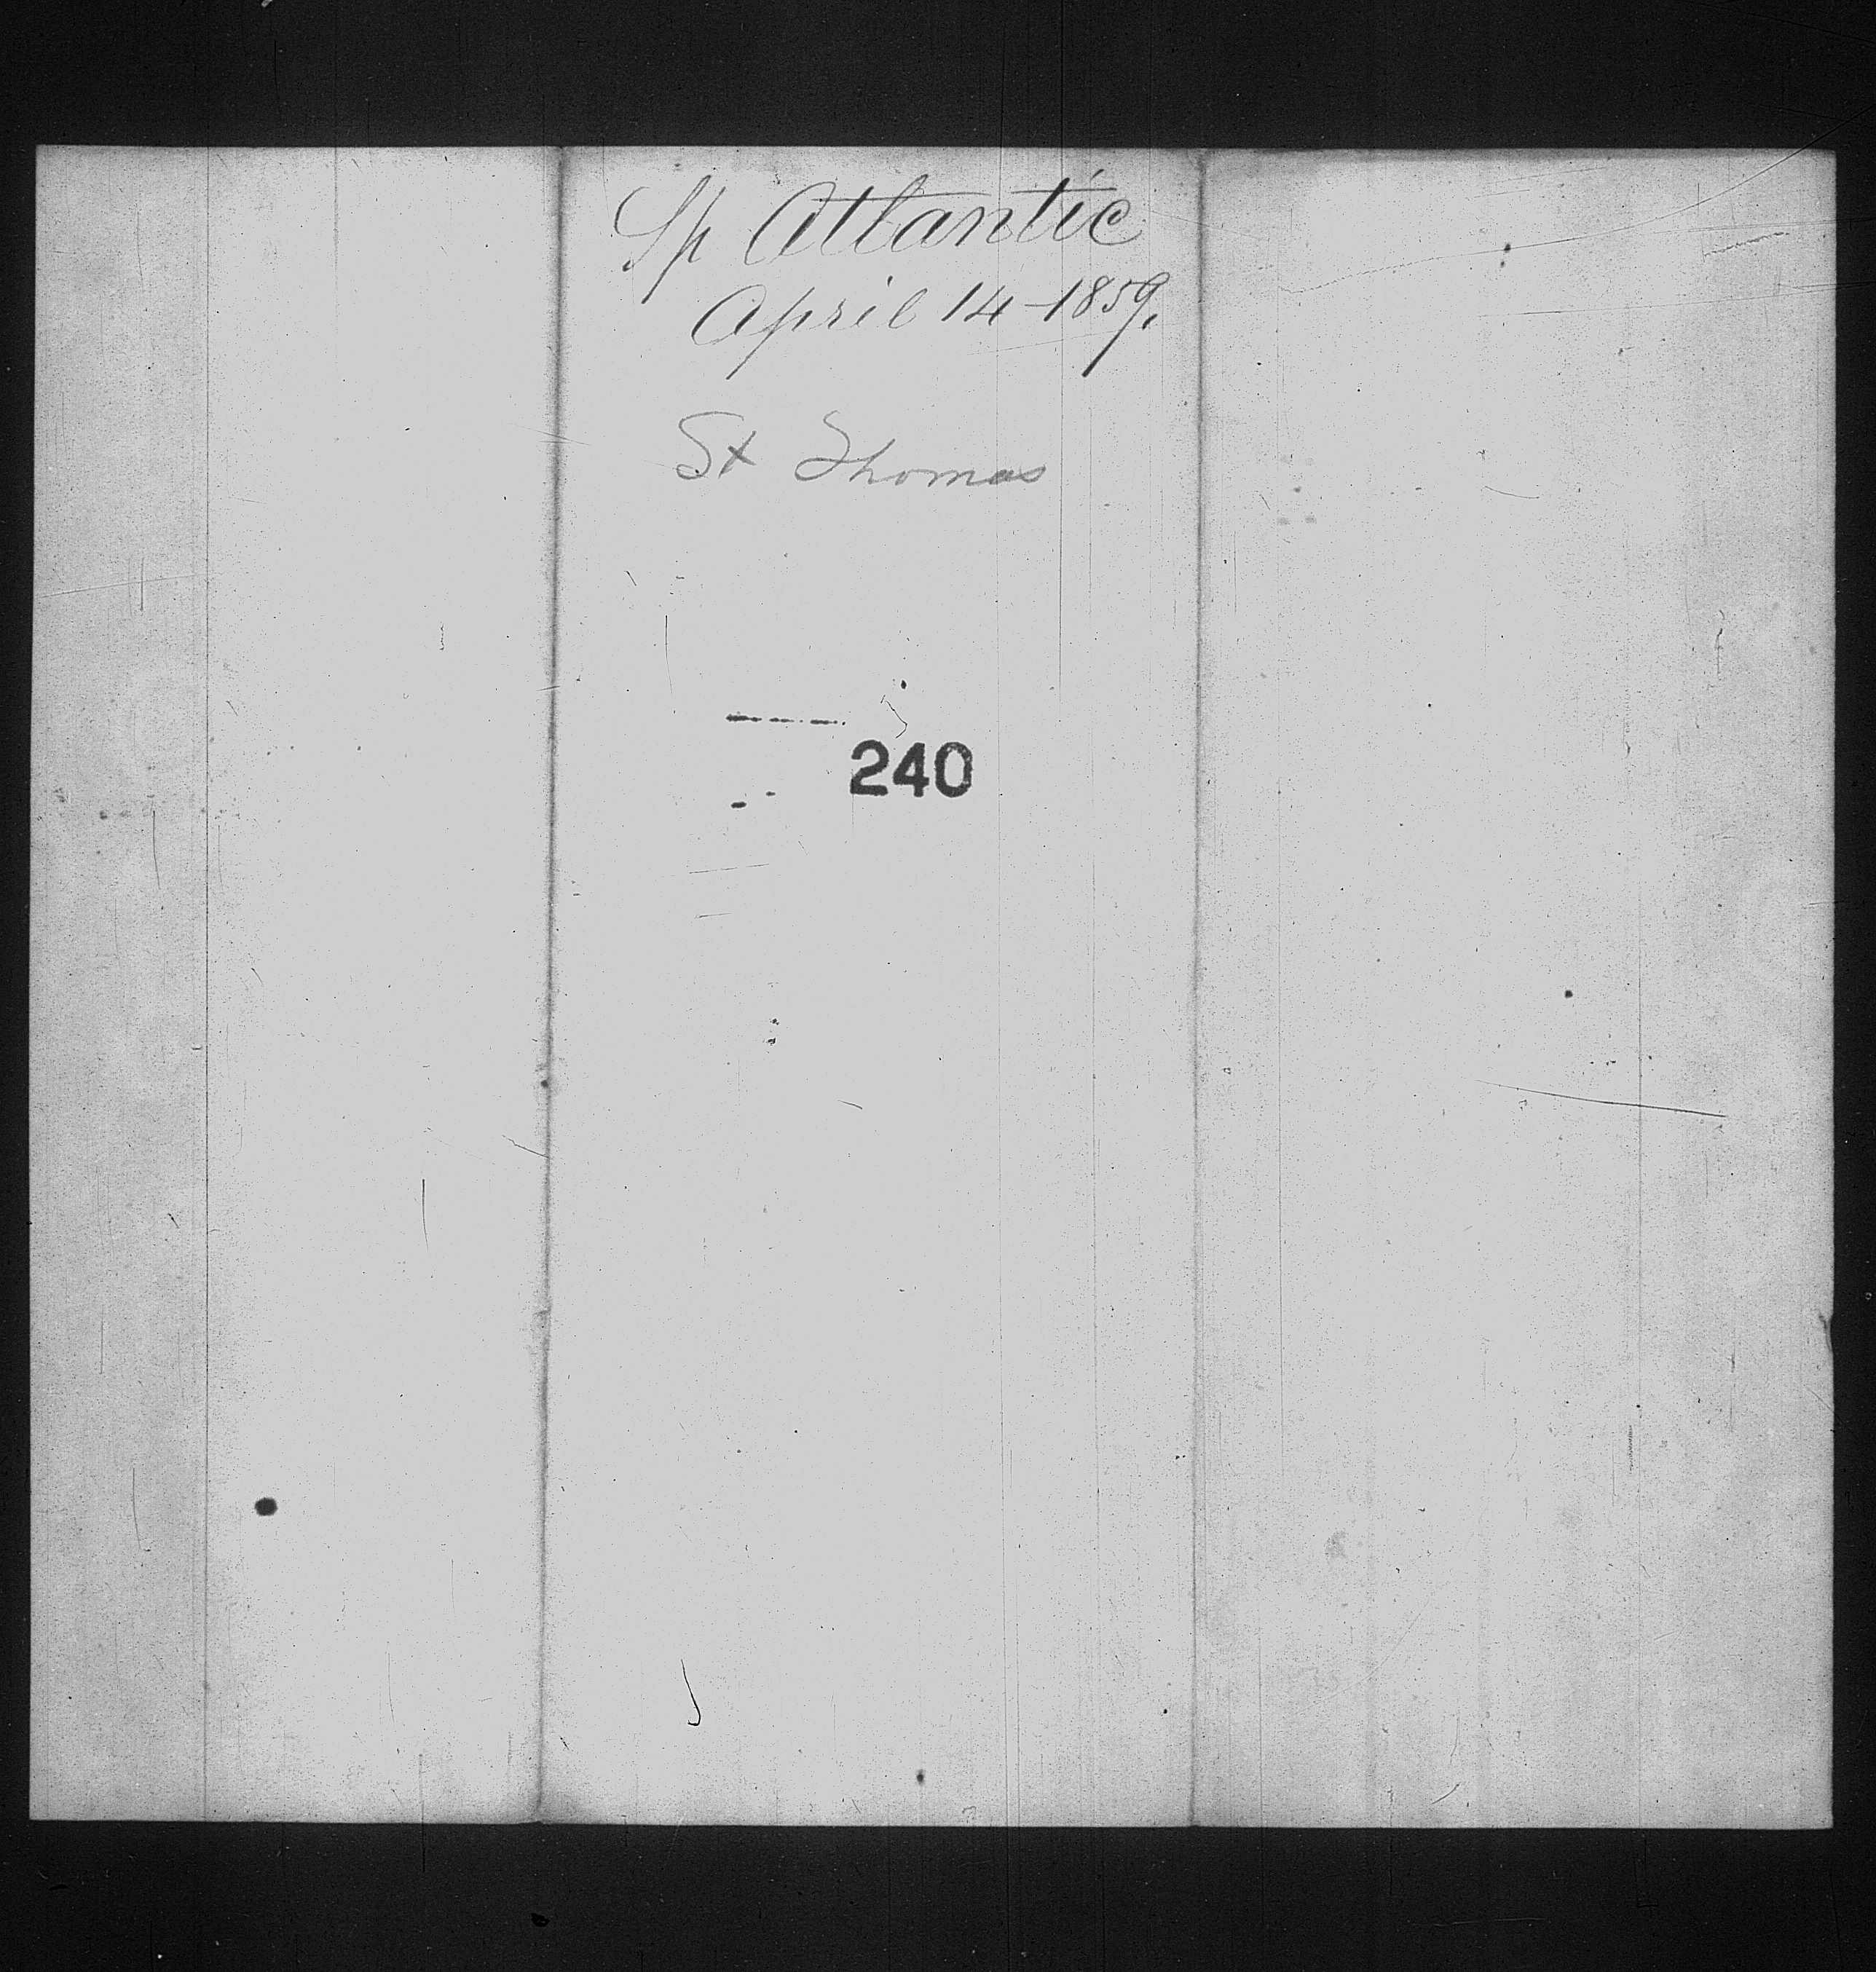 Sp Atlantic
April 14-1859.
St Thomas
240